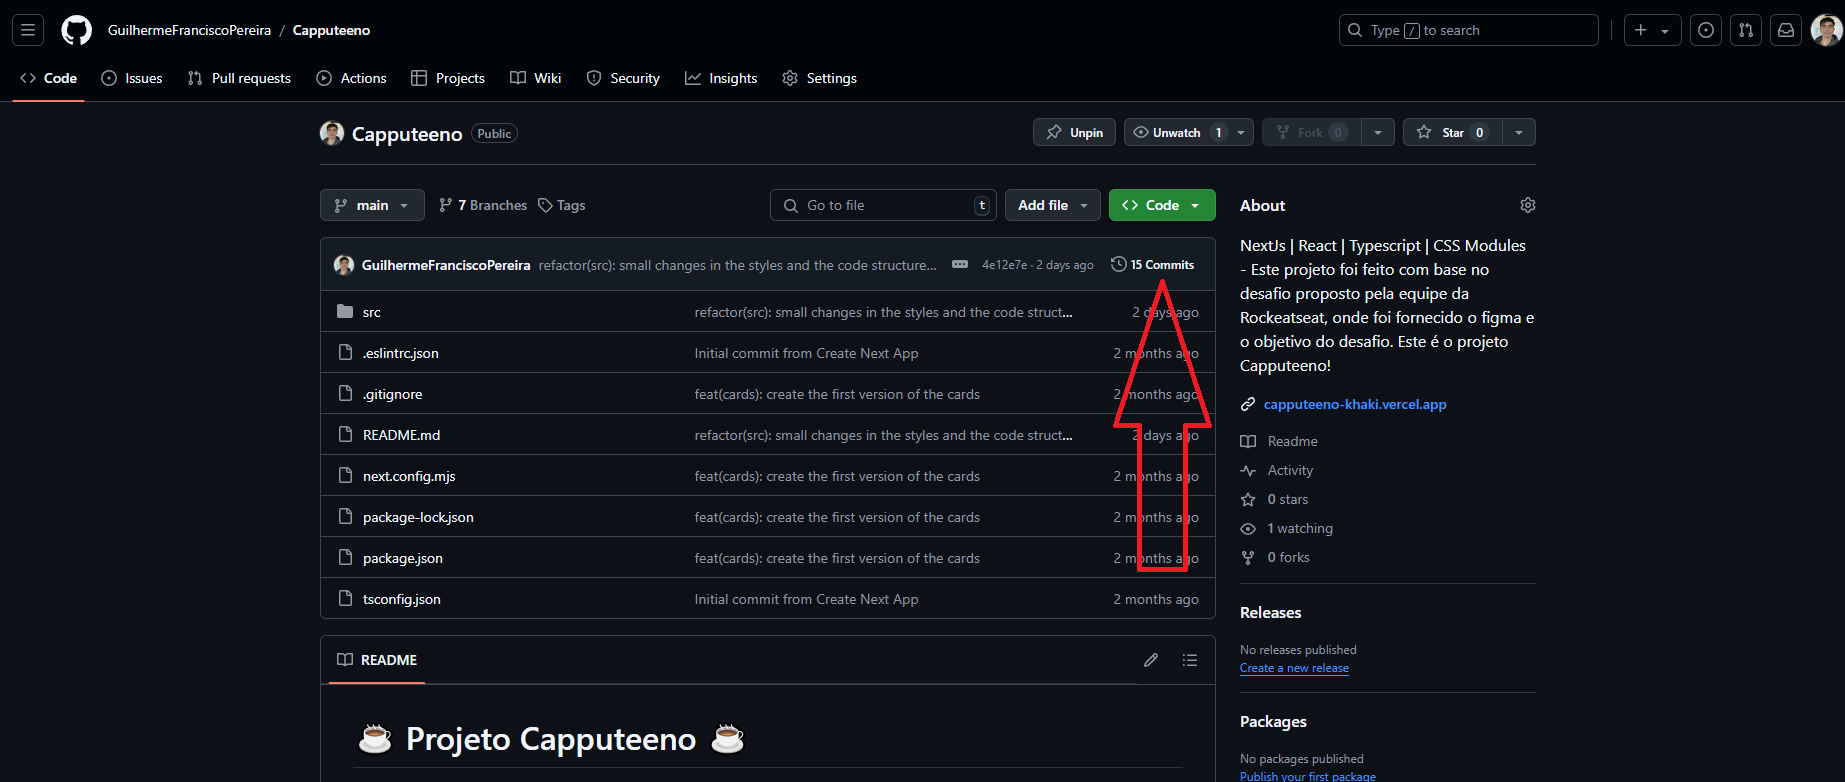 GuilhermeFranciscoPereira / Capputeeno
Type / to search
Code Issues Pull requests Actions Projects Wiki Security Insights Settings
Capputeeno Public
Unpin Unwatch 1 Fork 0 Star 0
main 7 Branches Tags
Go to file t Add file Code
GuilhermeFranciscoPereira refactor(src): small changes in the styles and the code structure... 4e12e7e · 2 days ago 15 Commits
src refactor(src): small changes in the styles and the code struct... 2 days ago
.eslintrc.json Initial commit from Create Next App 2 months ago
.gitignore feat(cards): create the first version of the cards 2 months ago
README.md refactor(src): small changes in the styles and the code struct... 2 days ago
next.config.mjs feat(cards): create the first version of the cards 2 months ago
package-lock.json feat(cards): create the first version of the cards 2 months ago
package.json feat(cards): create the first version of the cards 2 months ago
tsconfig.json Initial commit from Create Next App 2 months ago
README
Projeto Capputeeno
About
NextJs | React | Typescript | CSS Modules
- Este projeto foi feito com base no
desafio proposto pela equipe da
Rockeatseat, onde foi fornecido o figma e
o objetivo do desafio. Este é o projeto
Capputeeno!
capputeeno-khaki.vercel.app
Readme
Activity
0 stars
1 watching
0 forks
Releases
No releases published
Create a new release
Packages
No packages published
Publish your first package